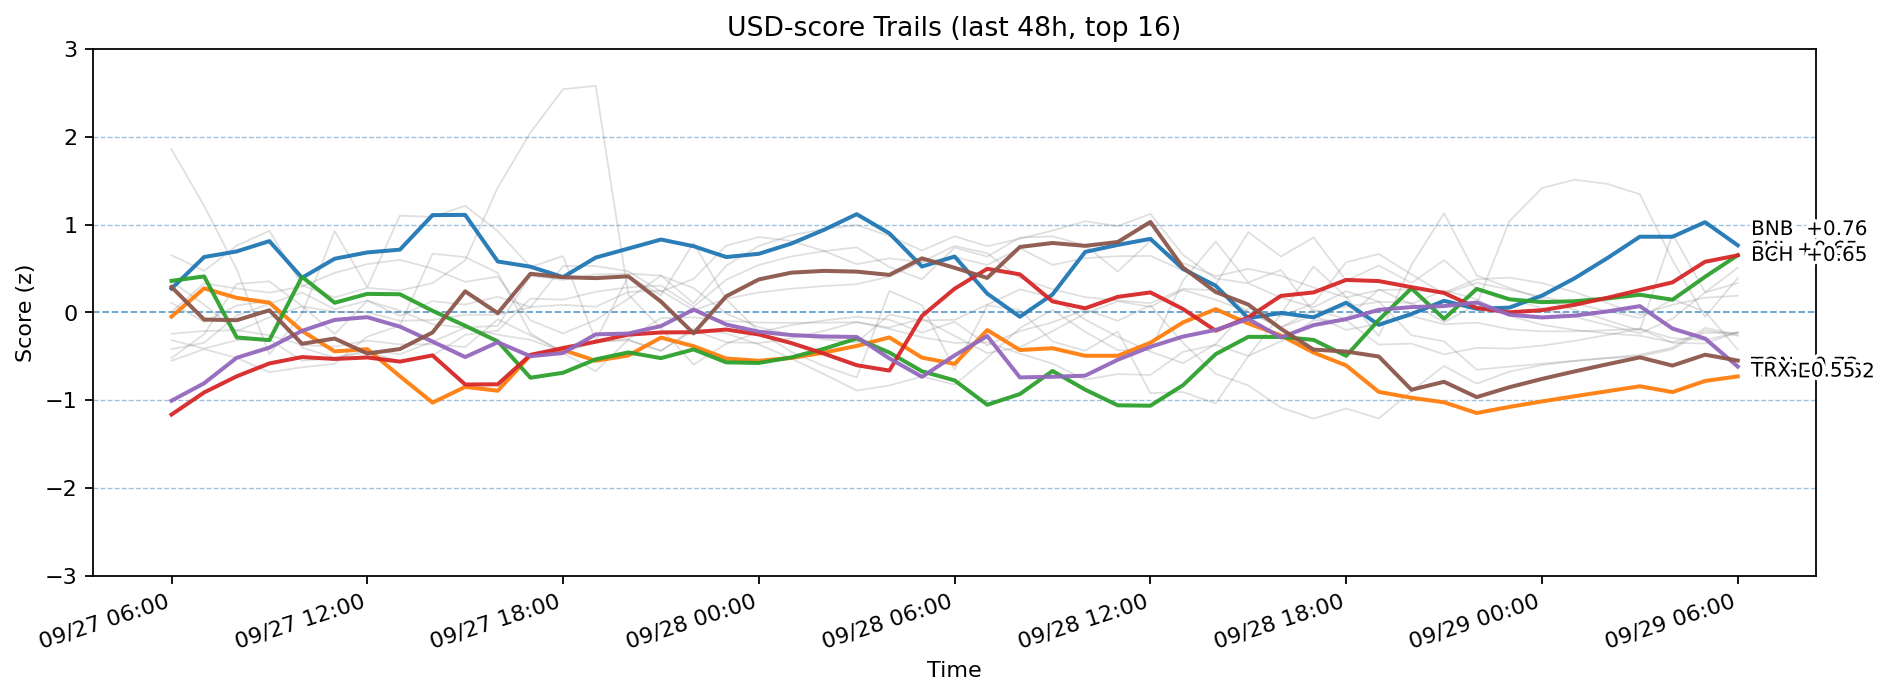 USD-score Trails (last 48h, top 16)
3
2
1
0
−1
−2
−3
Score (z)
BNB +0.76
BCH +0.65
TRX -0.55
09/27 06:00
09/27 12:00
09/27 18:00
09/28 00:00
09/28 06:00
09/28 12:00
09/28 18:00
09/29 00:00
09/29 06:00
Time